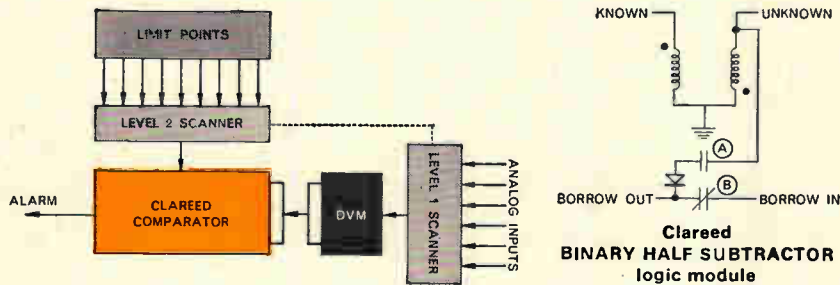 LIMIT POINTS
LEVEL 2 SCANNER
ALARM
CLAREED
COMPARATOR
DVM
LEVEL 1 SCANNER
ANALOG INPUTS
KNOWN
UNKNOWN
A
B
BORROW OUT
BORROW IN
Clareed
BINARY HALF SUBTRACTOR
logic module